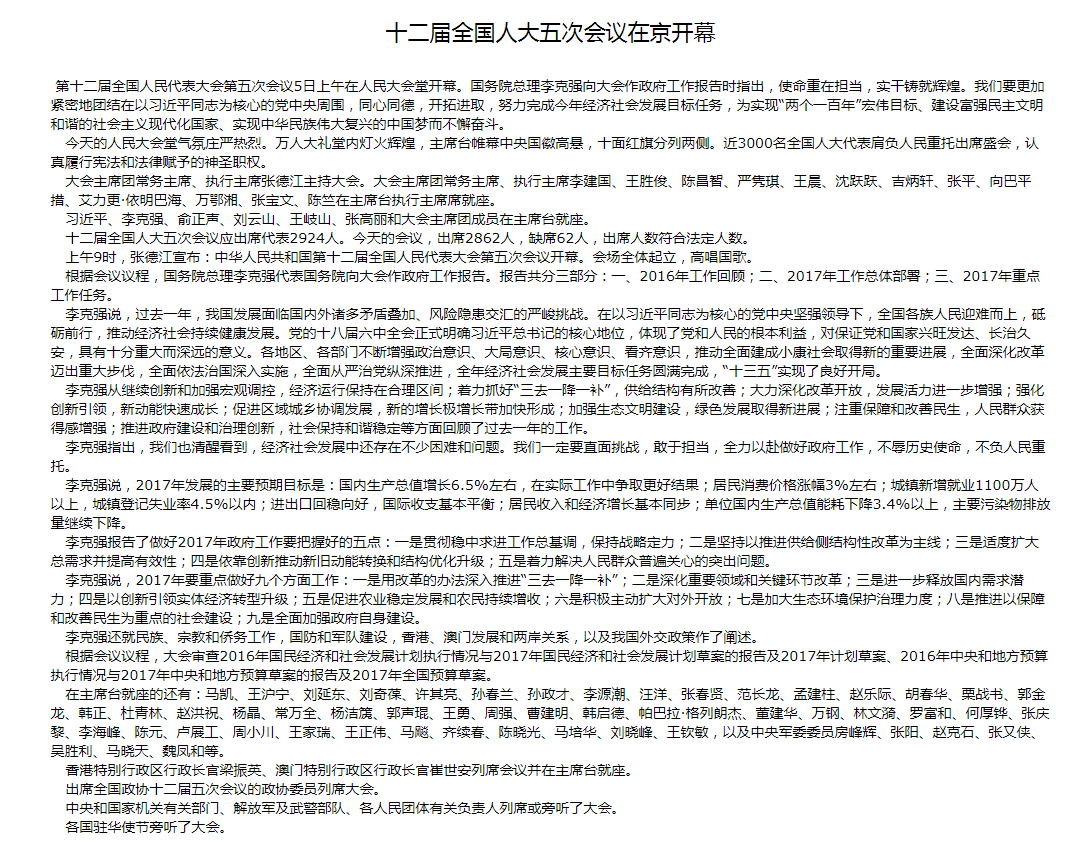 十二届全国人大五次会议在京开幕
第十二届全国人民代表大会第五次会议5日上午在人民大会堂开幕。国务院总理李克强向大会作政府工作报告时指出，使命重在担当，实干铸就辉煌。我们要更加
紧密地团结在以习近平同志为核心的党中央周围，同心同德，开拓进取，努力完成今年经济社会发展目标任务，为实现“两个一百年”宏伟目标、建设富强民主文明
和谐的社会主义现代化国家、实现中华民族伟大复兴的中国梦而不懈奋斗。
今天的人民大会堂气氛庄严热烈。万人大礼堂内灯火辉煌，主席台帷幕中央国徽高悬，十面红旗分列两侧。近3000名全国人大代表肩负人民重托出席盛会，认
真履行宪法和法律赋予的神圣职权。
大会主席团常务主席、执行主席张德江主持大会。大会主席团常务主席、执行主席李建国、王胜俊、陈昌智、严隽琪、王晨、沈跃跃、吉炳轩、张平、向巴平
措、艾力更·依明巴海、万鄂湘、张宝文、陈竺在主席台执行主席席就座。
习近平、李克强、俞正声、刘云山、王岐山、张高丽和大会主席团成员在主席台就座。
十二届全国人大五次会议应出席代表2924人。今天的会议，出席2862人，缺席62人，出席人数符合法定人数。
上午9时，张德江宣布：中华人民共和国第十二届全国人民代表大会第五次会议开幕。会场全体起立，高唱国歌。
根据会议议程，国务院总理李克强代表国务院向大会作政府工作报告。报告共分三部分：一、2016年工作回顾；二、2017年工作总体部署；三、2017年重点
工作任务。
李克强说，过去一年，我国发展面临国内外诸多矛盾叠加、风险隐患交汇的严峻挑战。在以习近平同志为核心的党中央坚强领导下，全国各族人民迎难而上，砥
砺前行，推动经济社会持续健康发展。党的十八届六中全会正式明确习近平总书记的核心地位，体现了党和人民的根本利益，对保证党和国家兴旺发达、长治久
安，具有十分重大而深远的意义。各地区、各部门不断增强政治意识、大局意识、核心意识、看齐意识，推动全面建成小康社会取得新的重要进展，全面深化改革
迈出重大步伐，全面依法治国深入实施，全面从严治党纵深推进，全年经济社会发展主要目标任务圆满完成，“十三五”实现了良好开局。
李克强从继续创新和加强宏观调控，经济运行保持在合理区间；着力抓好“三去一降一补”，供给结构有所改善；大力深化改革开放，发展活力进一步增强；强化
创新引领，新动能快速成长；促进区域城乡协调发展，新的增长极增长带加快形成；加强生态文明建设，绿色发展取得新进展；注重保障和改善民生，人民群众获
得感增强；推进政府建设和治理创新，社会保持和谐稳定等方面回顾了过去一年的工作。
李克强指出，我们也清醒看到，经济社会发展中还存在不少困难和问题。我们一定要直面挑战，敢于担当，全力以赴做好政府工作，不辱历史使命，不负人民重
托。
李克强说，2017年发展的主要预期目标是：国内生产总值增长6.5%左右，在实际工作中争取更好结果；居民消费价格涨幅3%左右；城镇新增就业1100万人
以上，城镇登记失业率4.5%以内；进出口回稳向好，国际收支基本平衡；居民收入和经济增长基本同步；单位国内生产总值能耗下降3.4%以上，主要污染物排放
量继续下降。
李克强报告了做好2017年政府工作要把握好的五点：一是贯彻稳中求进工作总基调，保持战略定力；二是坚持以推进供给侧结构性改革为主线；三是适度扩大
总需求并提高有效性；四是依靠创新推动新旧动能转换和结构优化升级；五是着力解决人民群众普遍关心的突出问题。
李克强说，2017年要重点做好九个方面工作：一是用改革的办法深入推进“三去一降一补”；二是深化重要领域和关键环节改革；三是进一步释放国内需求潜
力；四是以创新引领实体经济转型升级；五是促进农业稳定发展和农民持续增收；六是积极主动扩大对外开放；七是加大生态环境保护治理力度；八是推进以保障
和改善民生为重点的社会建设；九是全面加强政府自身建设。
李克强还就民族、宗教和侨务工作，国防和军队建设，香港、澳门发展和两岸关系，以及我国外交政策作了阐述。
根据会议议程，大会审查2016年国民经济和社会发展计划执行情况与2017年国民经济和社会发展计划草案的报告及2017年计划草案、2016年中央和地方预算
执行情况与2017年中央和地方预算草案的报告及2017年全国预算草案。
在主席台就座的还有：马凯、王沪宁、刘延东、刘奇葆、许其亮、孙春兰、孙政才、李源潮、汪洋、张春贤、范长龙、孟建柱、赵乐际、胡春华、栗战书、郭金
龙、韩正、杜青林、赵洪祝、杨晶、常万全、杨洁篪、郭声琨、王勇、周强、曹建明、韩启德、帕巴拉·格列朗杰、董建华、万钢、林文漪、罗富和、何厚铧、张庆
黎、李海峰、陈元、卢展工、周小川、王家瑞、王正伟、马飚、齐续春、陈晓光、马培华、刘晓峰、王钦敏，以及中央军委委员房峰辉、张阳、赵克石、张又侠、
吴胜利、马晓天、魏凤和等。
香港特别行政区行政长官梁振英、澳门特别行政区行政长官崔世安列席会议并在主席台就座。
出席全国政协十二届五次会议的政协委员列席大会。
中央和国家机关有关部门、解放军及武警部队、各人民团体有关负责人列席或旁听了大会。
各国驻华使节旁听了大会。